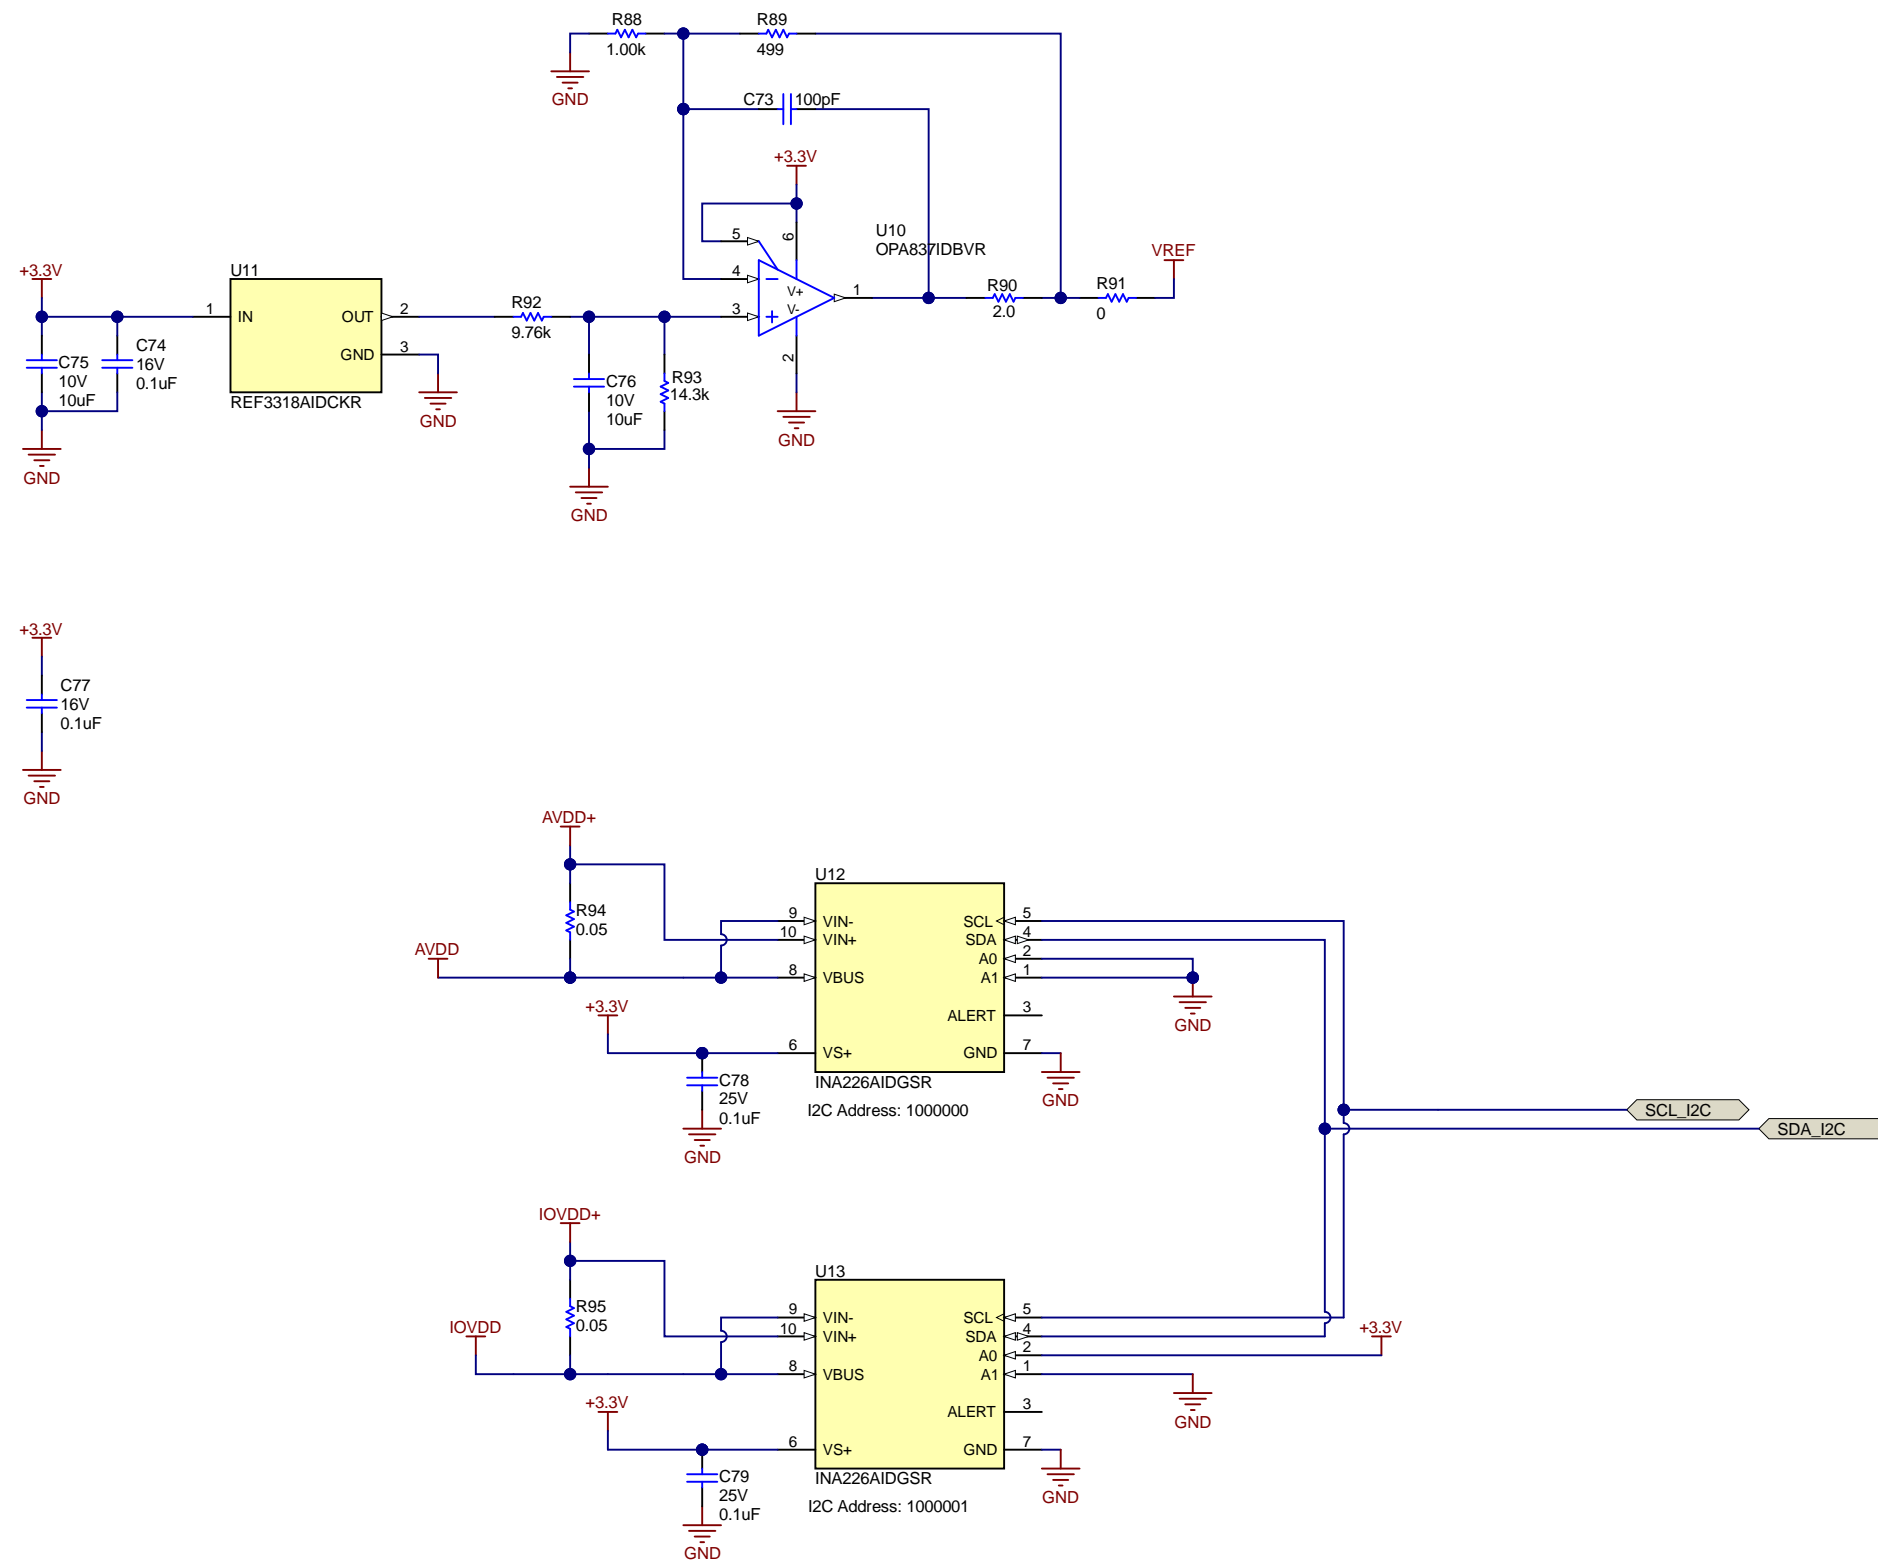 R88
1.00k
GND
R89
499
C73
100pF
+3.3V
5
6
4
3
V+
V-
2
1
GND
U10
OPA837IDBVR
R90
2.0
R91
0
VREF
+3.3V
C75
10V
10uF
C74
16V
0.1uF
GND
U11
1
IN
OUT
2
GND
3
REF3318AIDCKR
GND
R92
9.76k
C76
10V
10uF
R93
14.3k
GND
+3.3V
C77
16V
0.1uF
GND
AVDD+
R94
0.05
AVDD
+3.3V
C78
25V
0.1uF
GND
U12
9
VIN-
10
VIN+
8
VBUS
6
VS+
SCL
5
SDA
4
A0
2
A1
1
ALERT
3
GND
7
INA226AIDGSR
I2C Address: 1000000
GND
GND
SCL_I2C
SDA_I2C
IOVDD+
R95
0.05
IOVDD
+3.3V
C79
25V
0.1uF
GND
U13
9
VIN-
10
VIN+
8
VBUS
6
VS+
SCL
5
SDA
4
A0
2
A1
1
ALERT
3
GND
7
INA226AIDGSR
I2C Address: 1000001
+3.3V
GND
GND